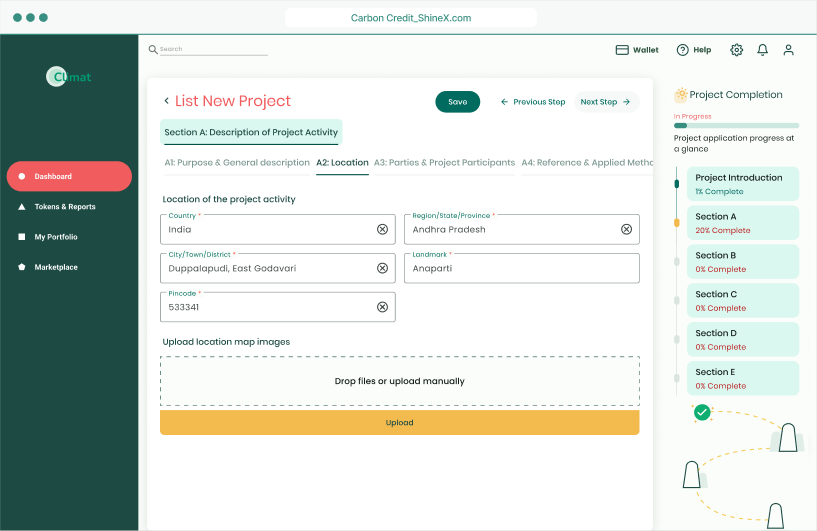 Carbon Credit_ShineX.com
Search
Wallet
Help
Climat
Dashboard
Tokens & Reports
My Portfolio
Marketplace
List New Project
Save
Previous Step
Next Step
Section A: Description of Project Activity
A1: Purpose & General description
A2: Location
A3: Parties & Project Participants
A4: Reference & Applied Metho
Location of the project activity
Country *
India
Region/State/Province *
Andhra Pradesh
City/Town/District *
Duppalapudi, East Godavari
Landmark *
Anaparti
Pincode *
533341
Upload location map images
Drop files or upload manually
Upload
Project Completion
In Progress
Project application progress at
a glance
Project Introduction
1% Complete
Section A
20% Complete
Section B
0% Complete
Section C
0% Complete
Section D
0% Complete
Section E
0% Complete